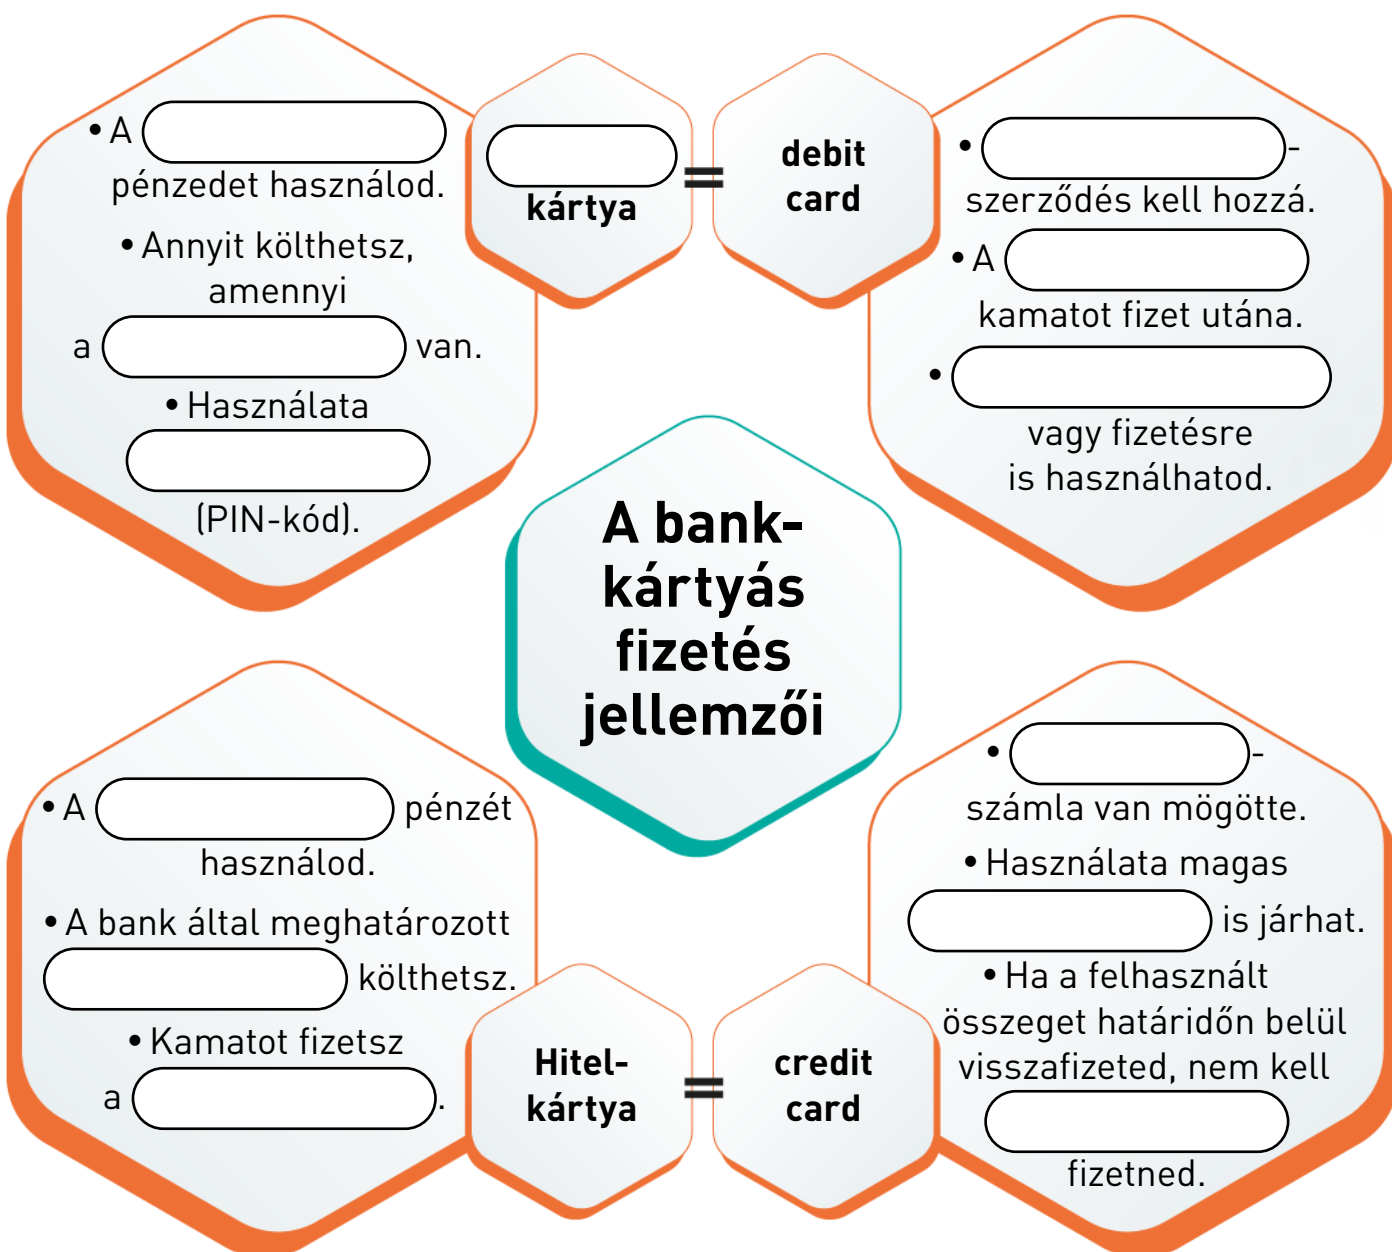 • A
pénzedet használod.
• Annyit költhetsz,
amennyi
a van.
• Használata
(PIN-kód).
kártya
=
debit
card
• -
szerződés kell hozzá.
• A
kamatot fizet utána.
•
vagy fizetésre
is használhatod.
A bank-
kártyás
fizetés
jellemzői
• A pénzét
használod.
• A bank által meghatározott
költhetsz.
• Kamatot fizetsz
a .
Hitel-
kártya
=
credit
card
• -
számla van mögötte.
• Használata magas
is járhat.
• Ha a felhasznált
összeget határidőn belül
visszafizeted, nem kell
fizetned.